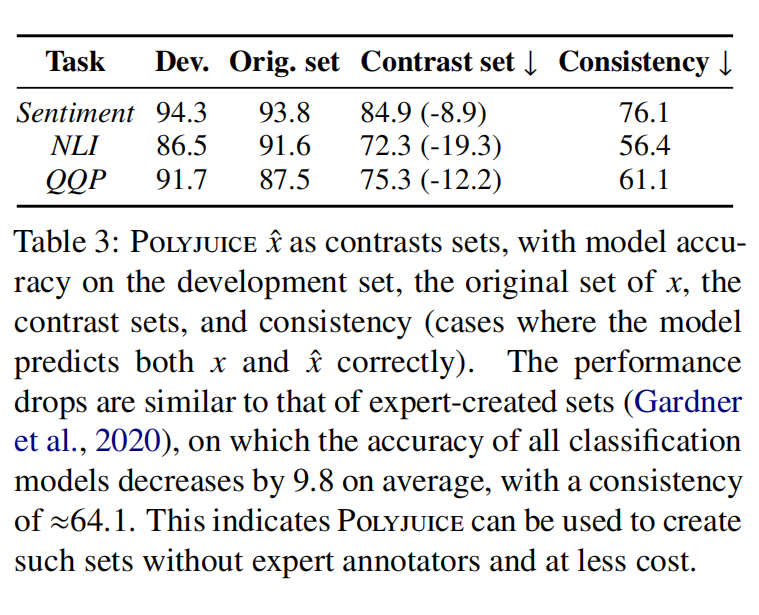 Task Dev. Orig. set Contrast set ↓ Consistency ↓
Sentiment 94.3 93.8 84.9 (-8.9) 76.1
NLI 86.5 91.6 72.3 (-19.3) 56.4
QQP 91.7 87.5 75.3 (-12.2) 61.1
Table 3: POLYJUICE x̂ as contrasts sets, with model accu-
racy on the development set, the original set of x, the
contrast sets, and consistency (cases where the model
predicts both x and x̂ correctly). The performance
drops are similar to that of expert-created sets (Gardner
et al., 2020), on which the accuracy of all classification
models decreases by 9.8 on average, with a consistency
of ≈64.1. This indicates POLYJUICE can be used to create
such sets without expert annotators and at less cost.